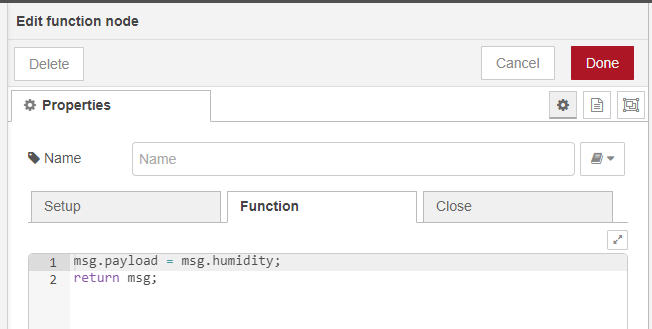 Edit function node
Delete
Cancel
Done
Properties
Name
Name
Setup
Function
Close
1 msg.payload = msg.humidity;
2 return msg;